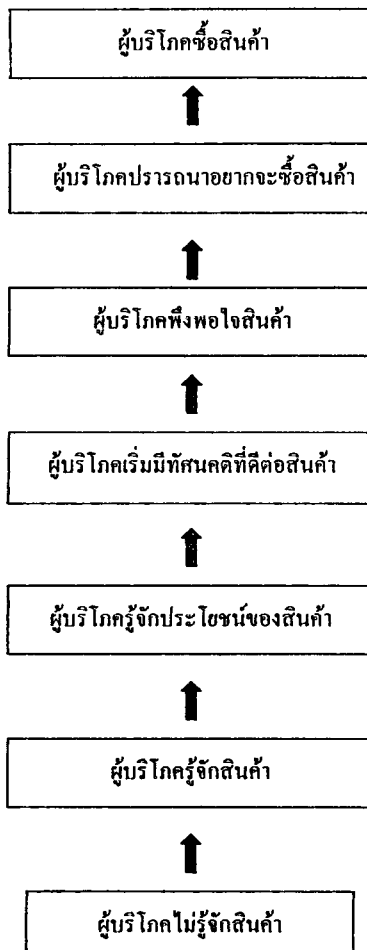 ผู้บริโภคซื้อสินค้า
ผู้บริโภคปรารถนาอยากจะซื้อสินค้า
ผู้บริโภคพึงพอใจสินค้า
ผู้บริโภคเริ่มมีทัศนคติที่ดีต่อสินค้า
ผู้บริโภครู้จักประโยชน์ของสินค้า
ผู้บริโภครู้จักสินค้า
ผู้บริโภคไม่รู้จักสินค้า